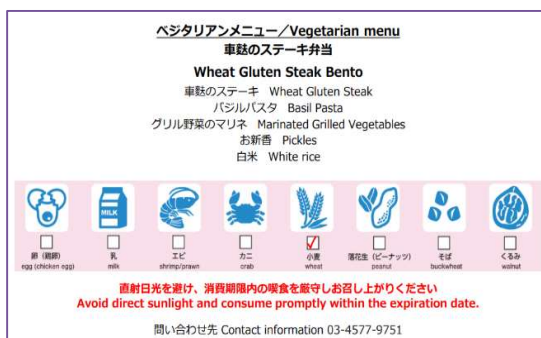 ベジタリアンメニュー／Vegetarian menu
車麩のステーキ弁当
Wheat Gluten Steak Bento
車麩のステーキ Wheat Gluten Steak
バジルパスタ Basil Pasta
グリル野菜のマリネ Marinated Grilled Vegetables
お新香 Pickles
白米 White rice
MILK
卵（鶏卵） 乳 エビ カニ 小麦 落花生（ピーナッツ） そば くるみ
egg (chicken egg) milk shrimp/prawn crab wheat peanut buckwheat walnut
直射日光を避け、消費期限内の喫食を厳守しお召し上がりください
Avoid direct sunlight and consume promptly within the expiration date.
問い合わせ先 Contact information 03-4577-9751